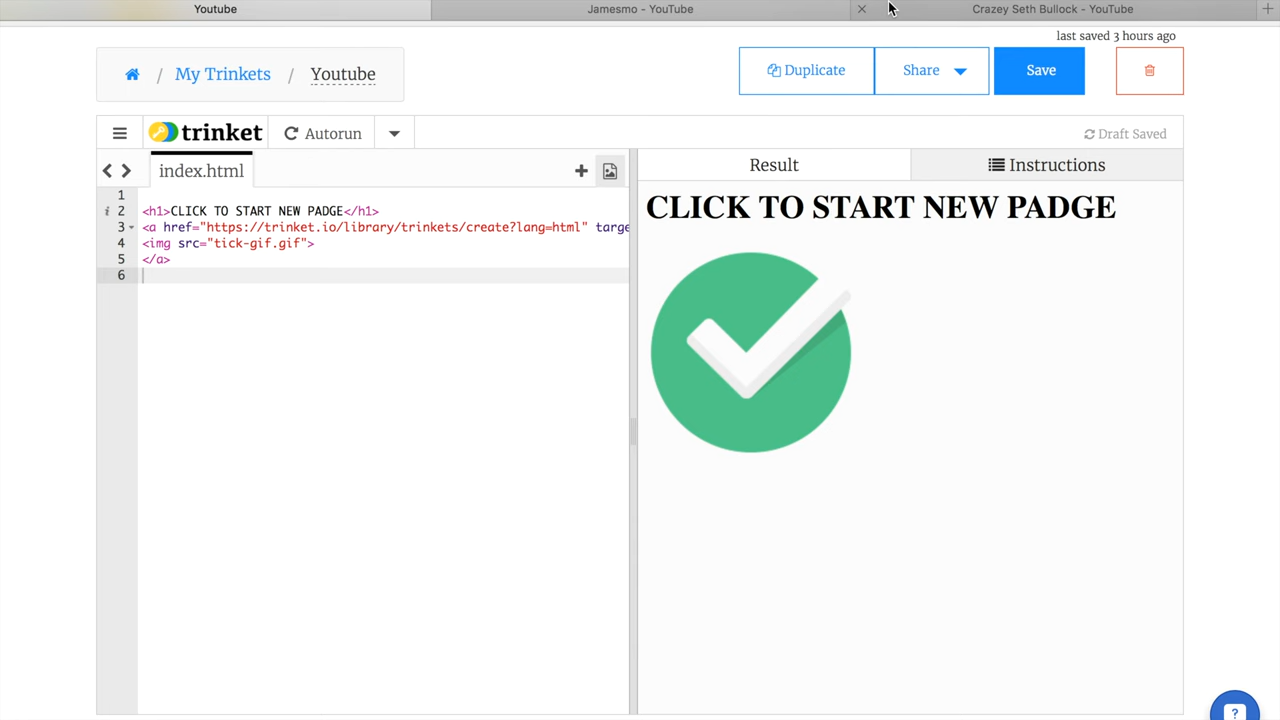 Youtube
Jamesmo - YouTube
Crazey Seth Bullock - YouTube
last saved 3 hours ago
/ My Trinkets / Youtube
Duplicate
Share
Save
trinket
Autorun
Draft Saved
index.html
Result
Instructions
1
2 <h1>CLICK TO START NEW PADGE</h1>
3 <a href="https://trinket.io/library/trinkets/create?lang=html" targe
4 <img src="tick-gif.gif">
5 </a>
6
CLICK TO START NEW PADGE
?